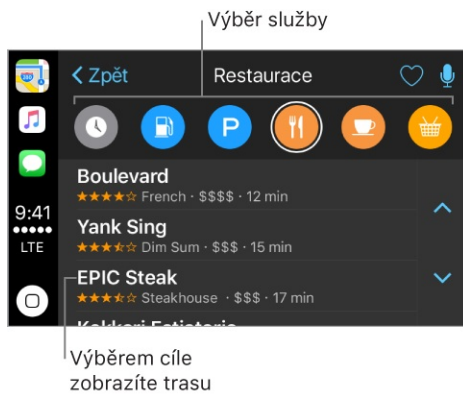 Výběr služby
Zpět
Restaurace
P
Boulevard
★★★★☆ French · $$$$ · 12 min
Yank Sing
Dim Sum · $$$ · 15 min
9:41
LTE
EPIC Steak
Steakhouse · $$$ · 17 min
Výběrem cíle
zobrazíte trasu